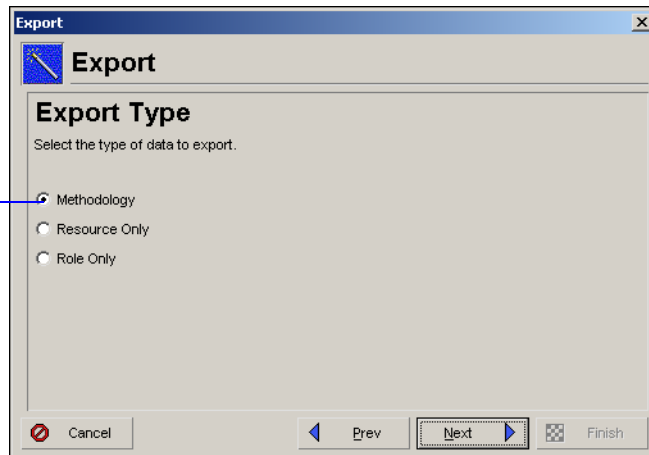 Export
Export
Export Type
Select the type of data to export.
Methodology
Resource Only
Role Only
Cancel
Prev
Next
Finish